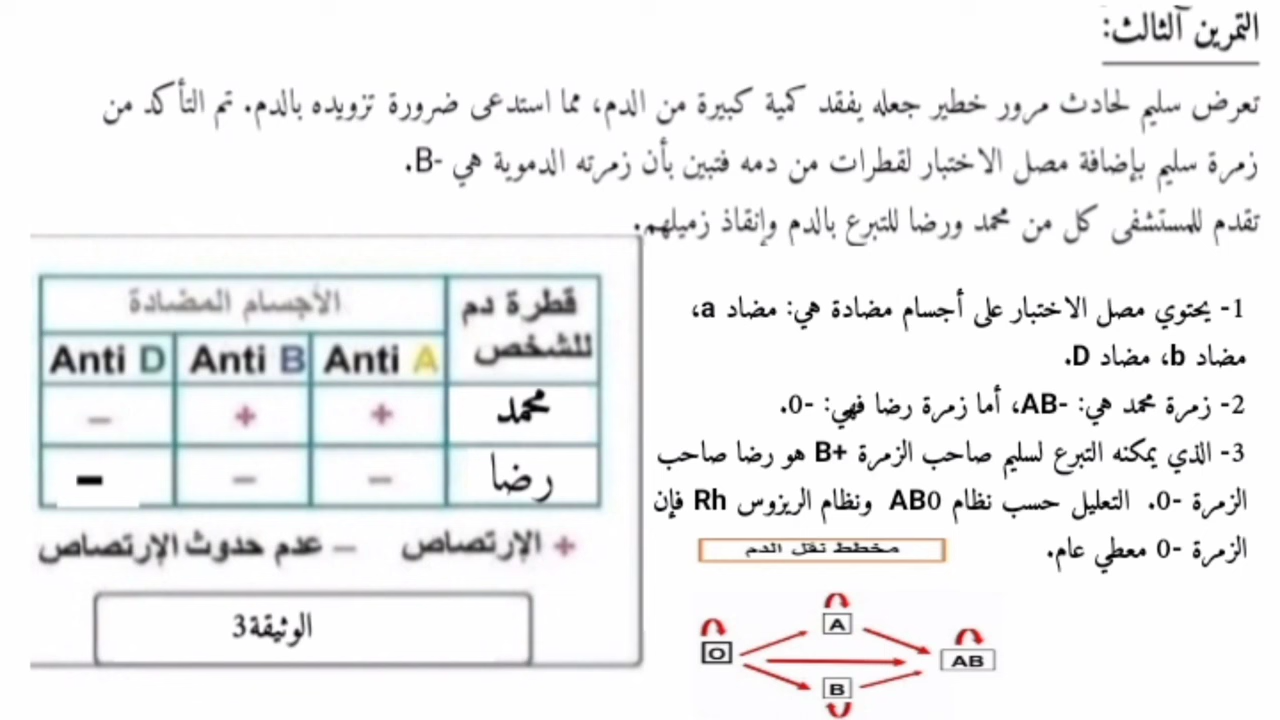 التمرين الثالث:
تعرض سليم لحادث مرور خطير جعله يفقد كمية كبيرة من الدم، مما استدعى ضرورة تزويده بالدم. تم التأكد من
زمرة سليم بإضافة مصل الاختبار لقطرات من دمه فتبين بأن زمرته الدموية هي -B.
تقدم للمستشفى كل من محمد ورضا للتبرع بالدم وإنقاذ زميلهم.
قطرة دم للشخص
الأجسام المضادة
Anti A Anti B Anti D
محمد + + –
رضا – – –
+ الإرتصاص – عدم حدوث الإرتصاص
الوثيقة3
1- يحتوي مصل الاختبار على أجسام مضادة هي: مضاد a،
مضاد b، مضاد D.
2- زمرة محمد هي: -AB، أما زمرة رضا فهي: -0.
3- الذي يمكنه التبرع لسليم صاحب الزمرة +B هو رضا صاحب
الزمرة -0. التعليل حسب نظام AB0 ونظام الريزوس Rh فإن
الزمرة -0 معطي عام.
مخطط نقل الدم
A
O
AB
B